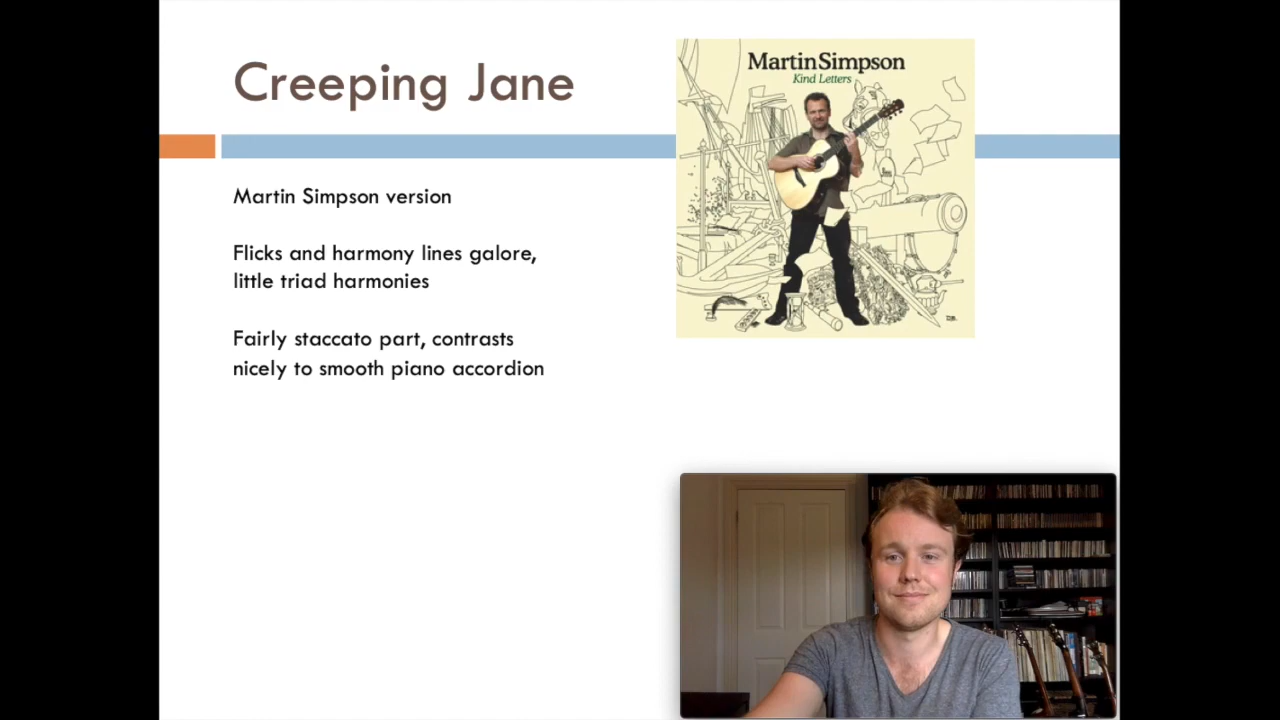 Creeping Jane
Martin Simpson
Kind Letters
Martin Simpson version
Flicks and harmony lines galore,
little triad harmonies
Fairly staccato part, contrasts
nicely to smooth piano accordion